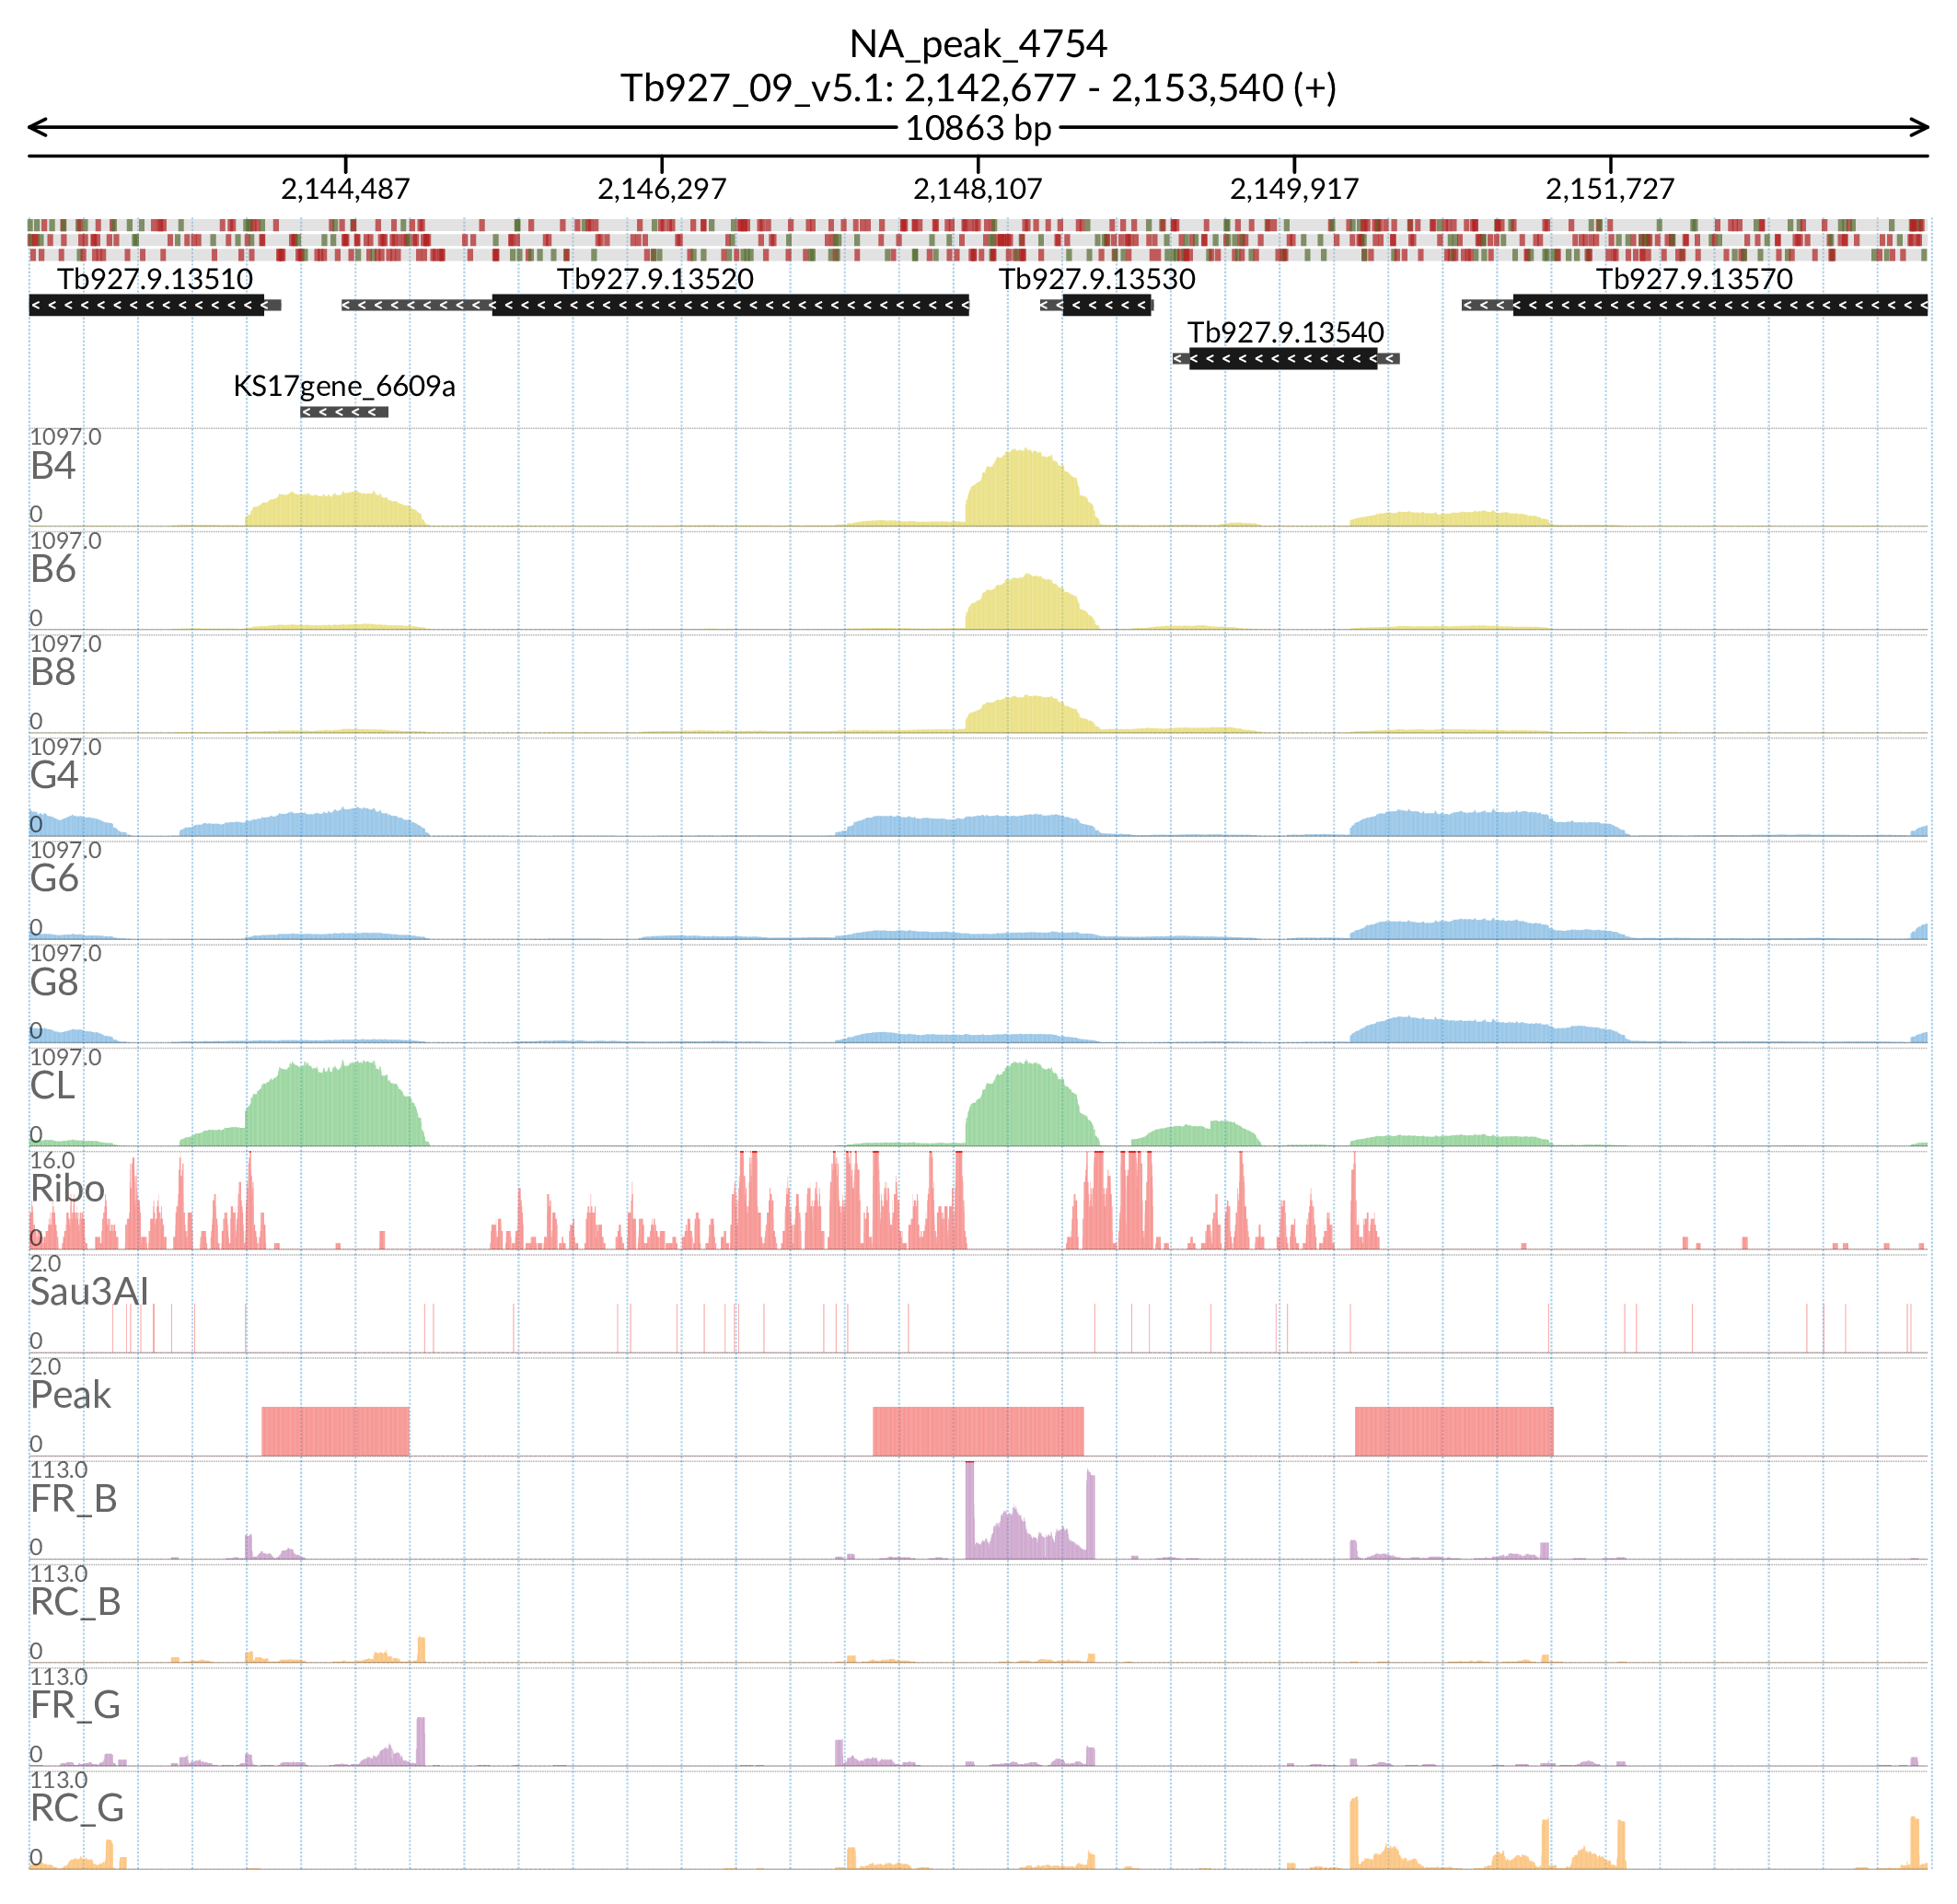 NA_peak_4754
Tb927_09_v5.1: 2,142,677 - 2,153,540 (+)
10863 bp
2,144,487 2,146,297 2,148,107 2,149,917 2,151,727
Tb927.9.13510 Tb927.9.13520 Tb927.9.13530 Tb927.9.13570
Tb927.9.13540
KS17gene_6609a
1097.0
B4
0
1097.0
B6
0
1097.0
B8
0
1097.0
G4
0
1097.0
G6
0
1097.0
G8
0
1097.0
CL
0
16.0
Ribo
0
2.0
Sau3AI
0
2.0
Peak
0
113.0
FR_B
0
113.0
RC_B
0
113.0
FR_G
0
113.0
RC_G
0